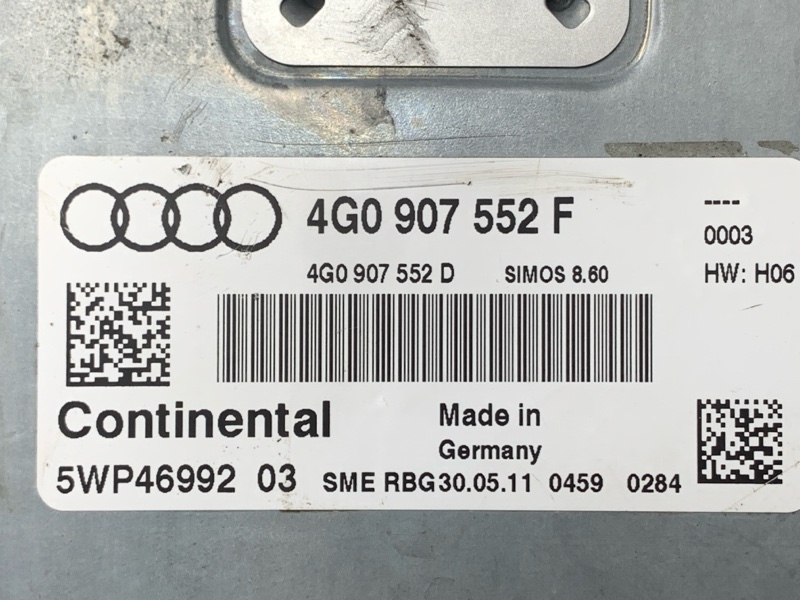 4G0 907 552 F
----
0003
4G0 907 552 D SIMOS 8.60 HW: H06
Continental
Made in
Germany
5WP46992 03 SME RBG30.05.11 0459 0284